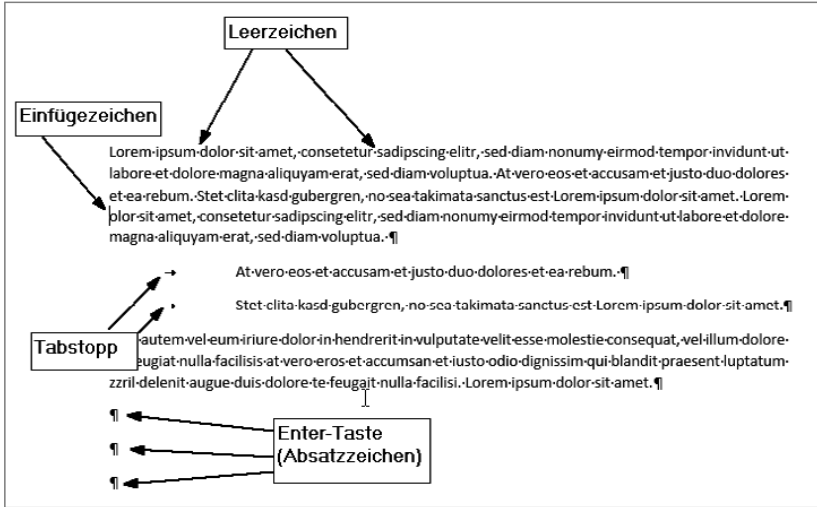 Leerzeichen
Einfügezeichen
Lorem·ipsum·dolor·sit·amet,·consetetur·sadipscing·elitr,·sed·diam·nonumy·eirmod·tempor·invidunt·ut·
labore·et·dolore·magna·aliquyam·erat,·sed·diam·voluptua.·At·vero·eos·et·accusam·et·justo·duo·dolores·
et·ea·rebum.·Stet·clita·kasd·gubergren,·no·sea·takimata·sanctus·est·Lorem·ipsum·dolor·sit·amet.·Lorem·
sit·amet,·consetetur·sadipscing·elitr,·sed·diam·nonumy·eirmod·tempor·invidunt·ut·labore·et·dolore·
magna·aliquyam·erat,·sed·diam·voluptua.·¶
→ At·vero·eos·et·accusam·et·justo·duo·dolores·et·ea·rebum.·¶
→ Stet·clita·kasd·gubergren,·no·sea·takimata·sanctus·est·Lorem·ipsum·dolor·sit·amet.¶
Tabstopp
autem·vel·eum·iriure·dolor·in·hendrerit·in·vulputate·velit·esse·molestie·consequat,·vel·illum·dolore·
eugiat·nulla·facilisis·at·vero·eros·et·accumsan·et·iusto·odio·dignissim·qui·blandit·praesent·luptatum·
zzril·delenit·augue·duis·dolore·te·feugait·nulla·facilisi.·Lorem·ipsum·dolor·sit·amet.¶
¶
¶
¶
Enter-Taste
(Absatzzeichen)